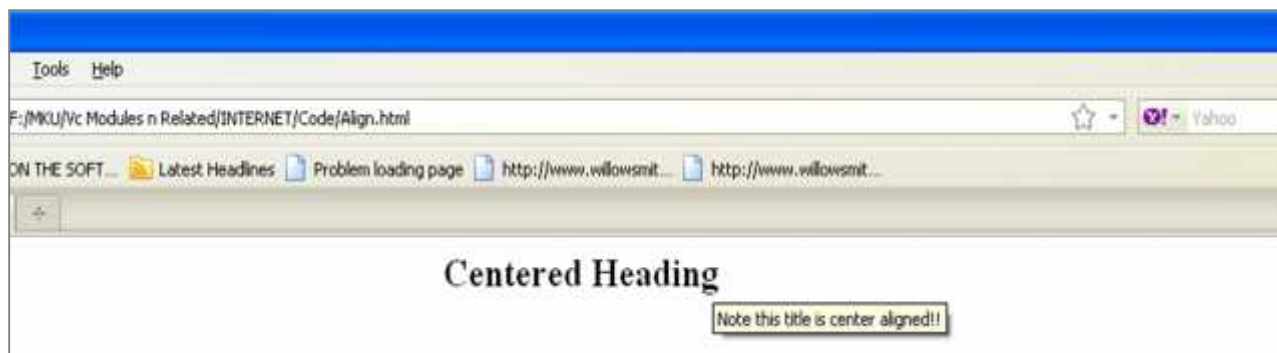 Tools Help
F:/MKU/Vc Modules n Related/INTERNET/Code/Align.html Yahoo
ON THE SOFT... Latest Headlines Problem loading page http://www.willowsmit... http://www.willowsmit...
Centered Heading
Note this title is center aligned!!